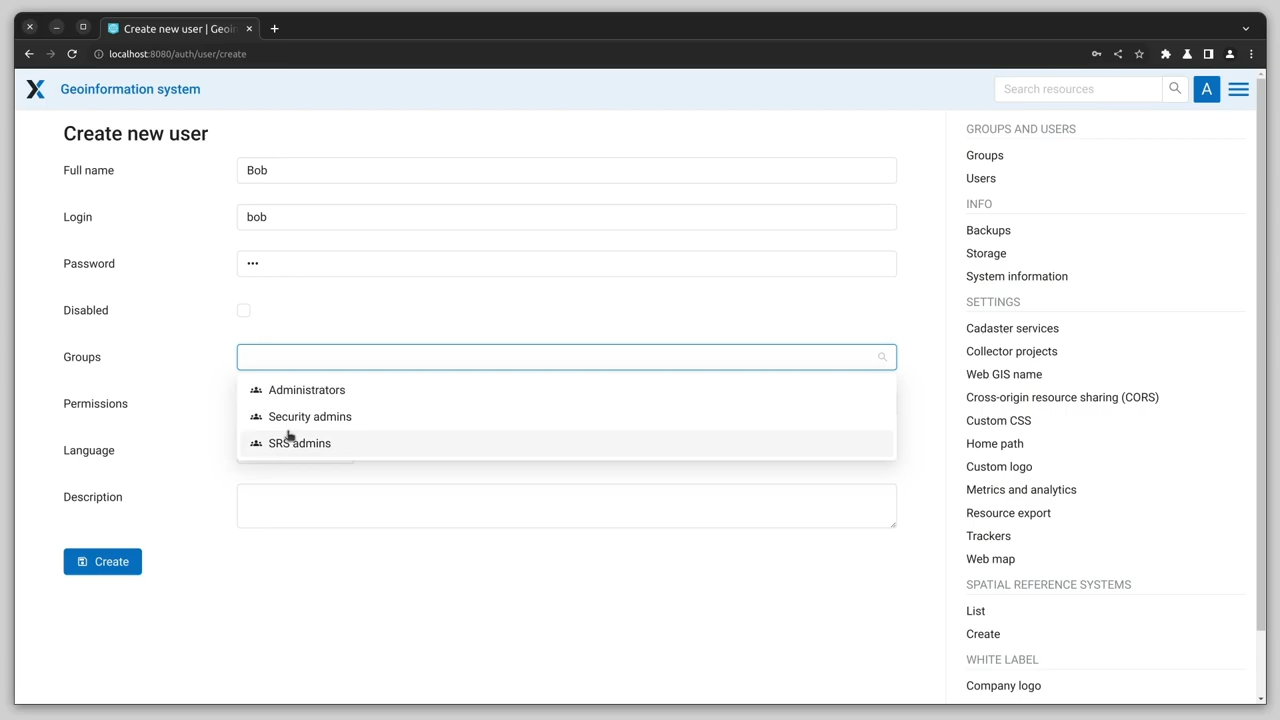 Create new user | Geoin
localhost:8080/auth/user/create
Geoinformation system
Search resources
A
Create new user
Full name
Bob
Login
bob
Password
•••
Disabled
Groups
Administrators
Security admins
SRS admins
Permissions
Language
Description
Create
GROUPS AND USERS
Groups
Users
INFO
Backups
Storage
System information
SETTINGS
Cadaster services
Collector projects
Web GIS name
Cross-origin resource sharing (CORS)
Custom CSS
Home path
Custom logo
Metrics and analytics
Resource export
Trackers
Web map
SPATIAL REFERENCE SYSTEMS
List
Create
WHITE LABEL
Company logo